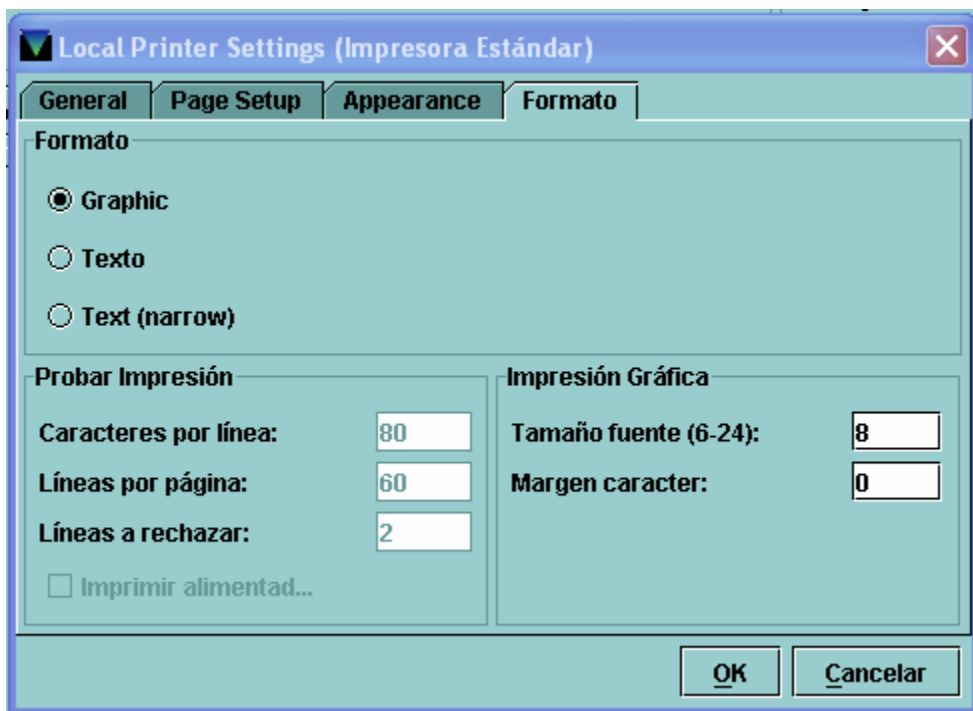 Local Printer Settings (Impresora Estándar)
General Page Setup Appearance Formato
Formato
Graphic
Texto
Text (narrow)
Probar Impresión
Caracteres por línea: 80
Líneas por página: 60
Líneas a rechazar: 2
Imprimir alimentad...
Impresión Gráfica
Tamaño fuente (6-24): 8
Margen caracter: 0
OK Cancelar